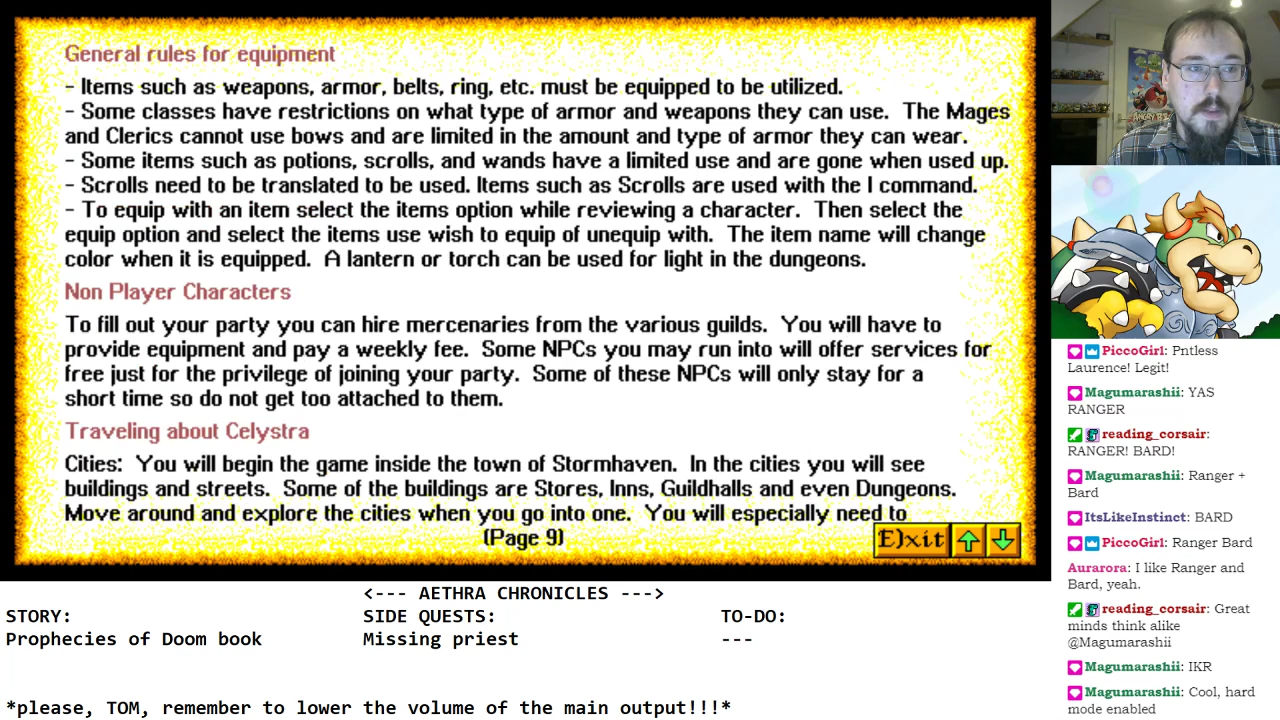 General rules for equipment
- Items such as weapons, armor, belts, ring, etc. must be equipped to be utilized.
- Some classes have restrictions on what type of armor and weapons they can use. The Mages
and Clerics cannot use bows and are limited in the amount and type of armor they can wear.
- Some items such as potions, scrolls, and wands have a limited use and are gone when used up.
- Scrolls need to be translated to be used. Items such as Scrolls are used with the I command.
- To equip with an item select the items option while reviewing a character. Then select the
equip option and select the items use wish to equip of unequip with. The item name will change
color when it is equipped. A lantern or torch can be used for light in the dungeons.
Non Player Characters
To fill out your party you can hire mercenaries from the various guilds. You will have to
provide equipment and pay a weekly fee. Some NPCs you may run into will offer services for
free just for the privilege of joining your party. Some of these NPCs will only stay for a
short time so do not get too attached to them.
Traveling about Celystra
Cities: You will begin the game inside the town of Stormhaven. In the cities you will see
buildings and streets. Some of the buildings are Stores, Inns, Guildhalls and even Dungeons.
Move around and explore the cities when you go into one. You will especially need to
(Page 9)
E)xit
<--- AETHRA CHRONICLES --->
STORY:
Prophecies of Doom book
SIDE QUESTS:
Missing priest
TO-DO:
---
*please, TOM, remember to lower the volume of the main output!!!*
ANGRY BIRDS
PiccoGirl: Pntless
Laurence! Legit!
Magumarashii: YAS
RANGER
reading_corsair:
RANGER! BARD!
Magumarashii: Ranger +
Bard
ItsLikeInstinct: BARD
PiccoGirl: Ranger Bard
Aurarora: I like Ranger and
Bard, yeah.
reading_corsair: Great
minds think alike
@Magumarashii
Magumarashii: IKR
Magumarashii: Cool, hard
mode enabled